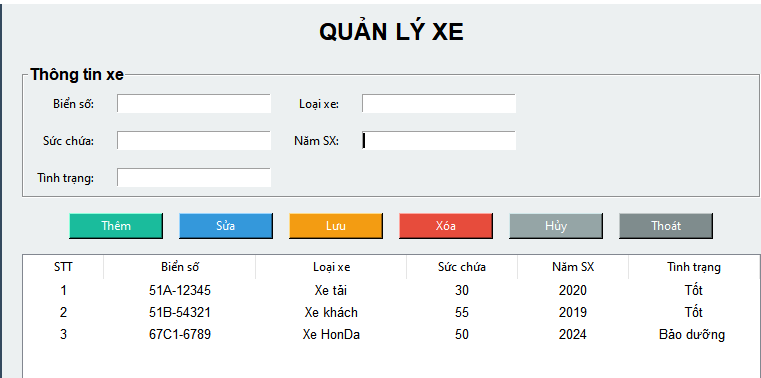 QUẢN LÝ XE
Thông tin xe
Biển số: Loại xe:
Sức chứa: Năm SX:
Tình trạng:
Thêm Sửa Lưu Xóa Hủy Thoát
STT Biển số Loại xe Sức chứa Năm SX Tình trạng
1 51A-12345 Xe tải 30 2020 Tốt
2 51B-54321 Xe khách 55 2019 Tốt
3 67C1-6789 Xe HonDa 50 2024 Bảo dưỡng